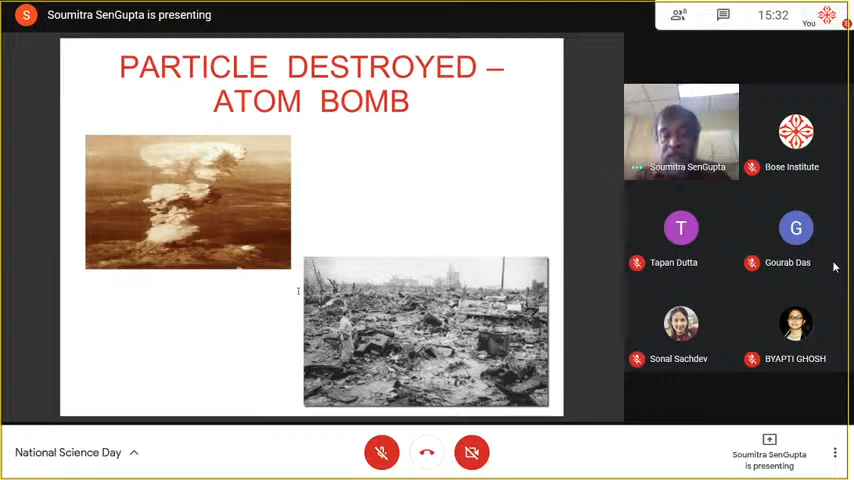 S Soumitra SenGupta is presenting
8 15:32
You
PARTICLE DESTROYED –
ATOM BOMB
Soumitra SenGupta
Bose Institute
T
G
Tapan Dutta
Gourab Das
Sonal Sachdev
BYAPTI GHOSH
National Science Day
Soumitra SenGupta
is presenting